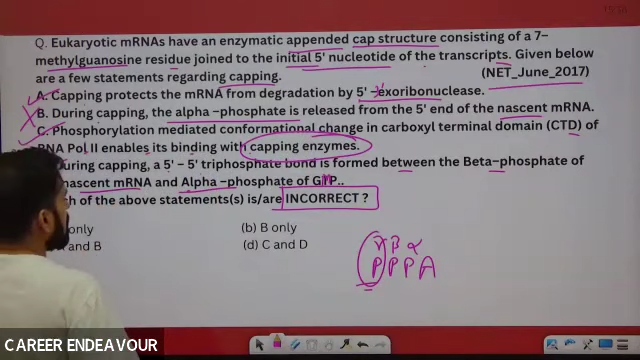 Q. Eukaryotic mRNAs have an enzymatic appended cap structure consisting of a 7-
methylguanosine residue joined to the initial 5' nucleotide of the transcripts. Given below
are a few statements regarding capping. (NET_June_2017)
A. Capping protects the mRNA from degradation by 5' - exoribonuclease.
B. During capping, the alpha -phosphate is released from the 5' end of the nascent mRNA.
C. Phosphorylation mediated conformational change in carboxyl terminal domain (CTD) of
RNA Pol II enables its binding with capping enzymes.
During capping, a 5' - 5' triphosphate bond is formed between the Beta-phosphate of
nascent mRNA and Alpha -phosphate of
of the above statements(s) is/are INCORRECT ?
only (b) B only
and B (d) C and D
γ β α
P P P A
CAREER ENDEAVOUR